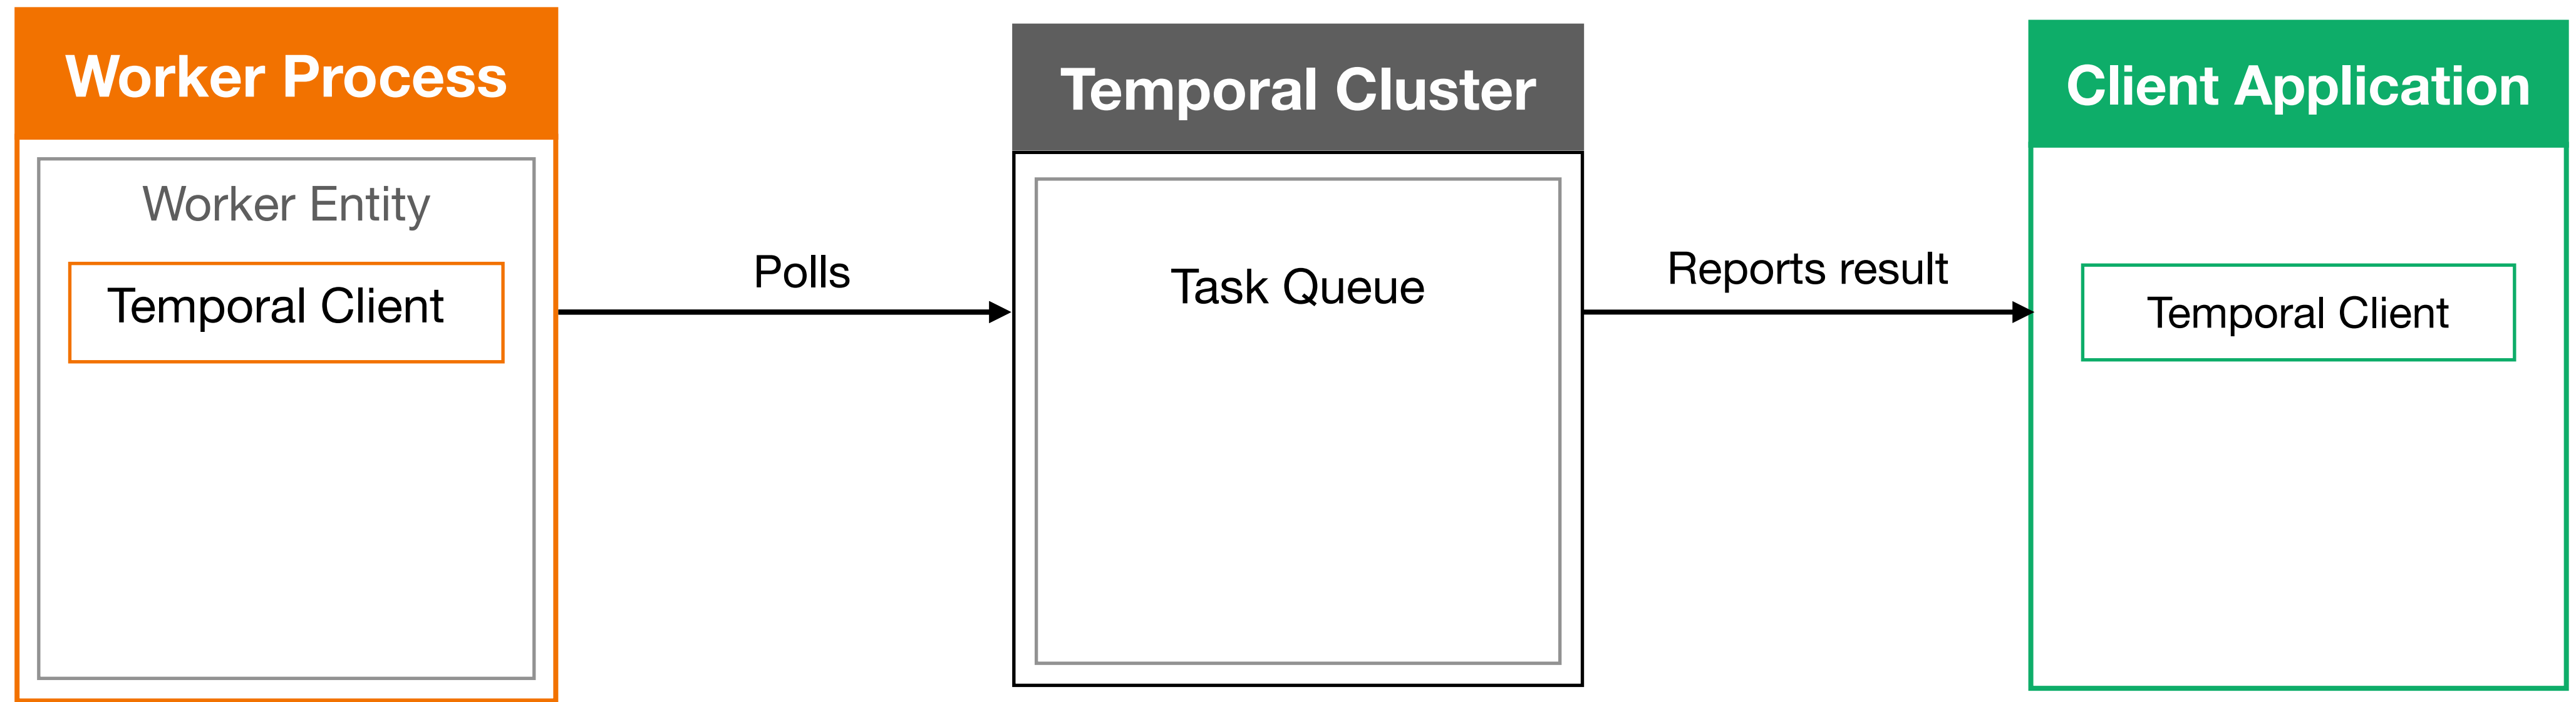 Worker Process
Worker Entity
Temporal Client
Polls
Temporal Cluster
Task Queue
Reports result
Client Application
Temporal Client